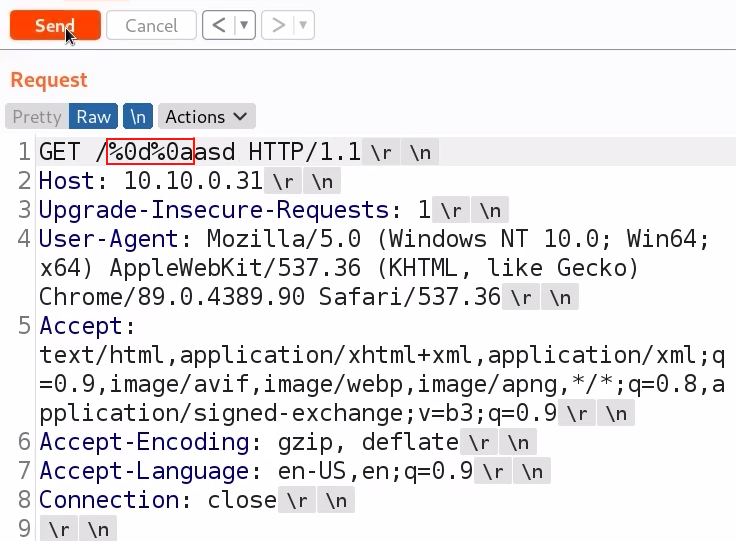 Send Cancel < ▼ > ▼
Request
Pretty Raw \n Actions
1 GET /%0d%0aasd HTTP/1.1 \r \n
2 Host: 10.10.0.31 \r \n
3 Upgrade-Insecure-Requests: 1 \r \n
4 User-Agent: Mozilla/5.0 (Windows NT 10.0; Win64;
x64) AppleWebKit/537.36 (KHTML, like Gecko)
Chrome/89.0.4389.90 Safari/537.36 \r \n
5 Accept:
text/html,application/xhtml+xml,application/xml;q
=0.9,image/avif,image/webp,image/apng,*/*;q=0.8,a
pplication/signed-exchange;v=b3;q=0.9 \r \n
6 Accept-Encoding: gzip, deflate \r \n
7 Accept-Language: en-US,en;q=0.9 \r \n
8 Connection: close \r \n
9 \r \n